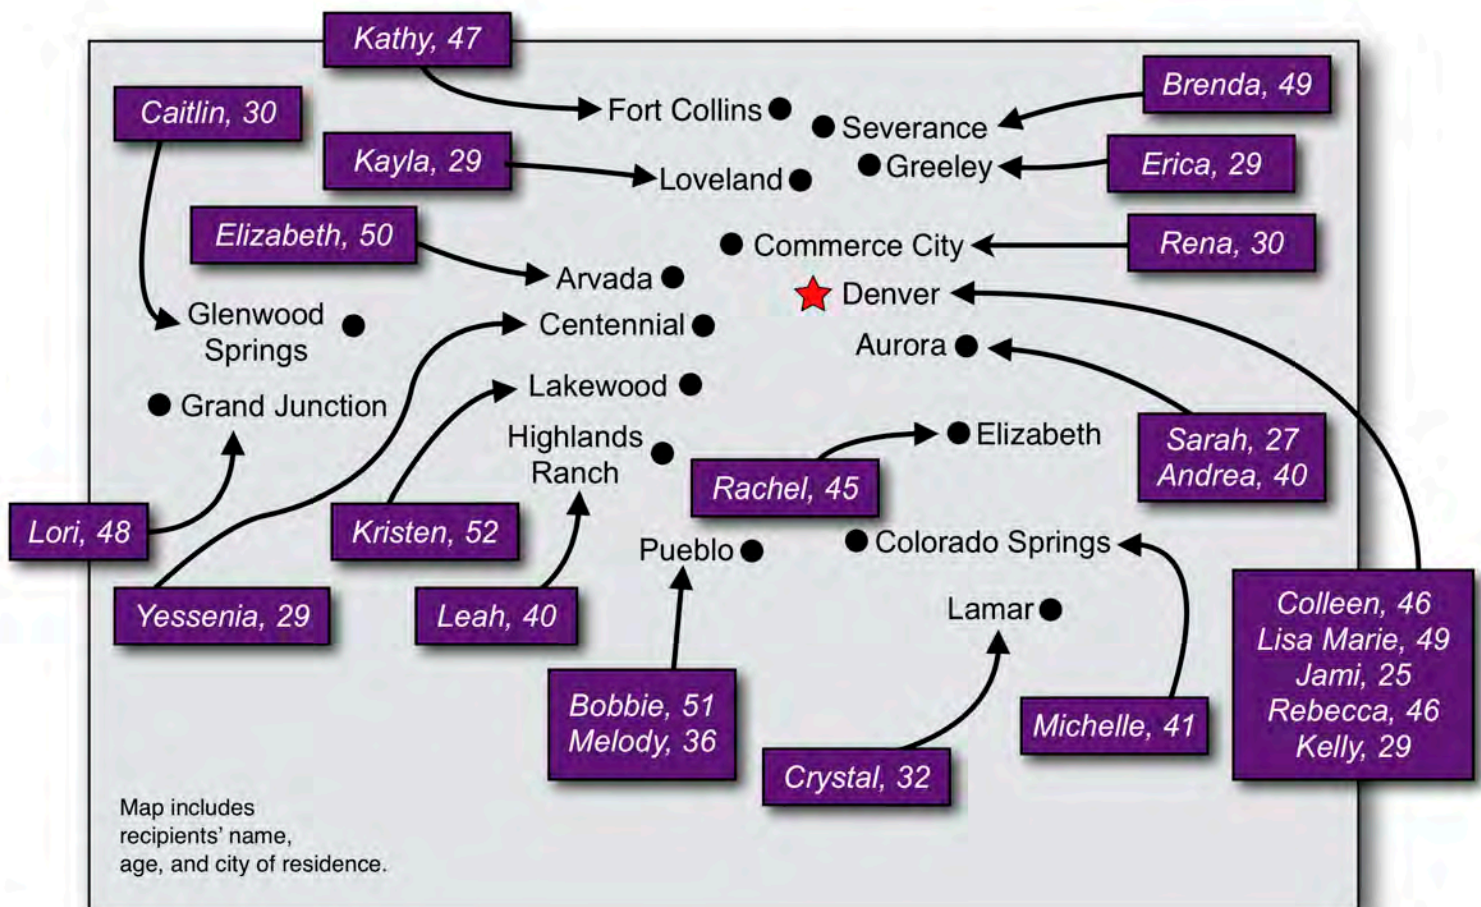 Kathy, 47
Caitlin, 30
Fort Collins
Brenda, 49
Severance
Kayla, 29
Loveland
Greeley
Erica, 29
Elizabeth, 50
Commerce City
Rena, 30
Arvada
Denver
Glenwood
Springs
Centennial
Aurora
Lakewood
Grand Junction
Highlands
Ranch
Elizabeth
Sarah, 27
Andrea, 40
Rachel, 45
Lori, 48
Kristen, 52
Pueblo
Colorado Springs
Yessenia, 29
Leah, 40
Lamar
Colleen, 46
Lisa Marie, 49
Jami, 25
Rebecca, 46
Kelly, 29
Bobbie, 51
Melody, 36
Michelle, 41
Crystal, 32
Map includes
recipients’ name,
age, and city of residence.